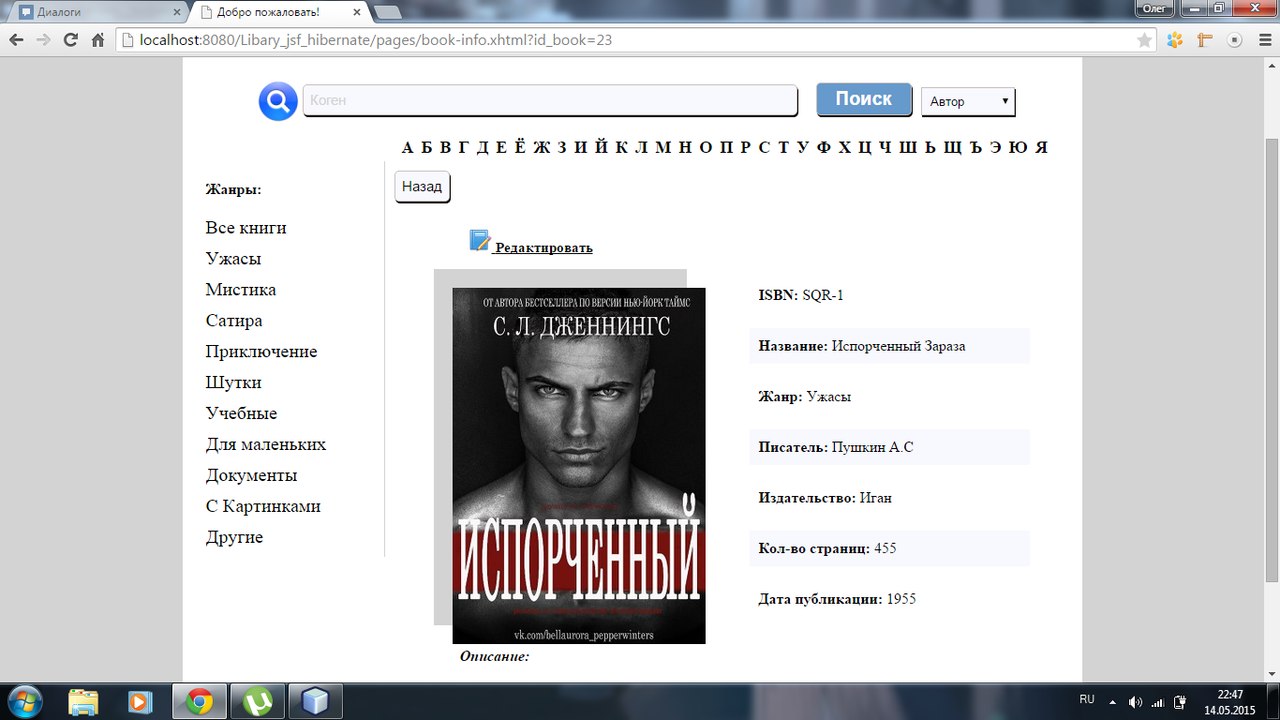 Диалоги
Добро пожаловать!
Олег
localhost:8080/Libary_jsf_hibernate/pages/book-info.xhtml?id_book=23
Коген
Поиск
Автор
А Б В Г Д Е Ё Ж З И Й К Л М Н О П Р С Т У Ф Х Ц Ч Ш Ь Щ Ъ Э Ю Я
Жанры:
Все книги
Ужасы
Мистика
Сатира
Приключение
Шутки
Учебные
Для маленьких
Документы
С Картинками
Другие
Назад
Редактировать
ОТ АВТОРА БЕСТСЕЛЛЕРА ПО ВЕРСИИ НЬЮ-ЙОРК ТАЙМС
С. Л. ДЖЕННИНГС
ИСПОРЧЕННЫЙ
vk.com/bellaurora_pepperwinters
Описание:
ISBN: SQR-1
Название: Испорченный Зараза
Жанр: Ужасы
Писатель: Пушкин А.С
Издательство: Иган
Кол-во страниц: 455
Дата публикации: 1955
RU
22:47
14.05.2015